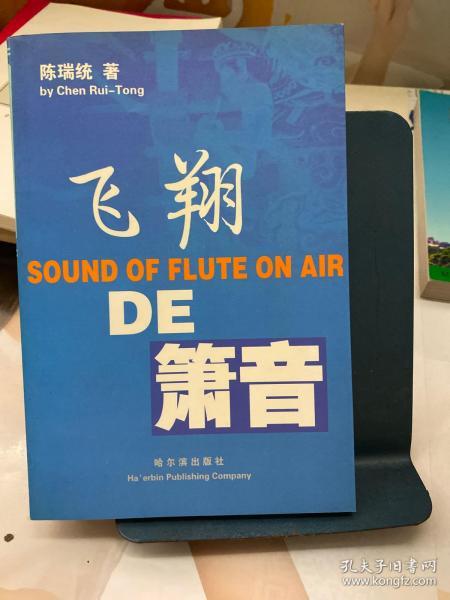 陈瑞统 著
by Chen Rui-Tong
飞翔
SOUND OF FLUTE ON AIR
DE
箫音
哈尔滨出版社
Ha'erbin Publishing Company
孔夫子旧书网
www.kongfz.com